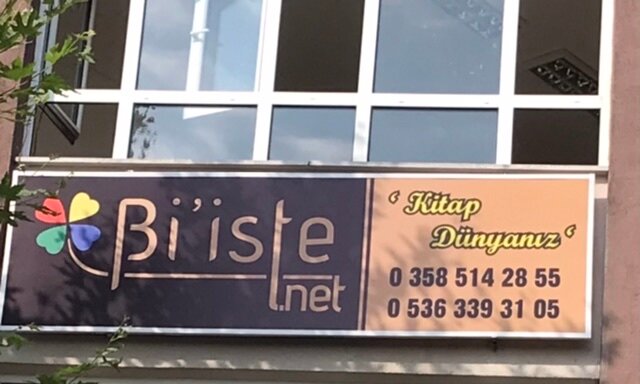 Bi'iste
.net
' Kitap
Dünyanız '
0 358 514 28 55
0 536 339 31 05